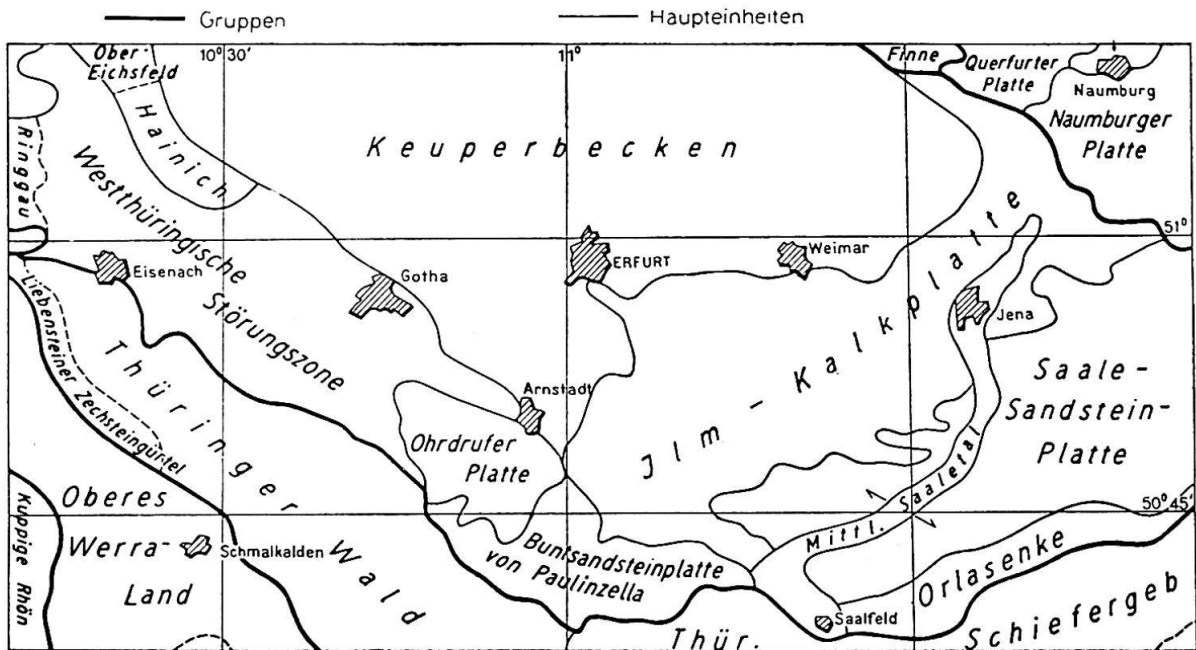 Gruppen
Haupteinheiten
10° 30'
11°
Ober-
Eichsfeld
Finne
Querfurter
Platte
Naumburg
Naumburger
Platte
Hainich
Keuperbecken
Ringgau
Westthüringische
Störungszone
51°
Eisenach
Gotha
ERFURT
Weimar
Jena
Liebensteiner Zechsteingürtel
Thüringer
Wald
Arnstadt
Ohrdrufer
Platte
Jlm-Kalkplatte
Saale-
Sandstein-
Platte
Mittl. Saaletal
50° 45'
Oberes
Werra-
Land
Schmalkalden
Kuppige Rhön
Buntsandsteinplatte
von Paulinzella
Orlasenke
Saalfeld
Thür.
Schiefergeb